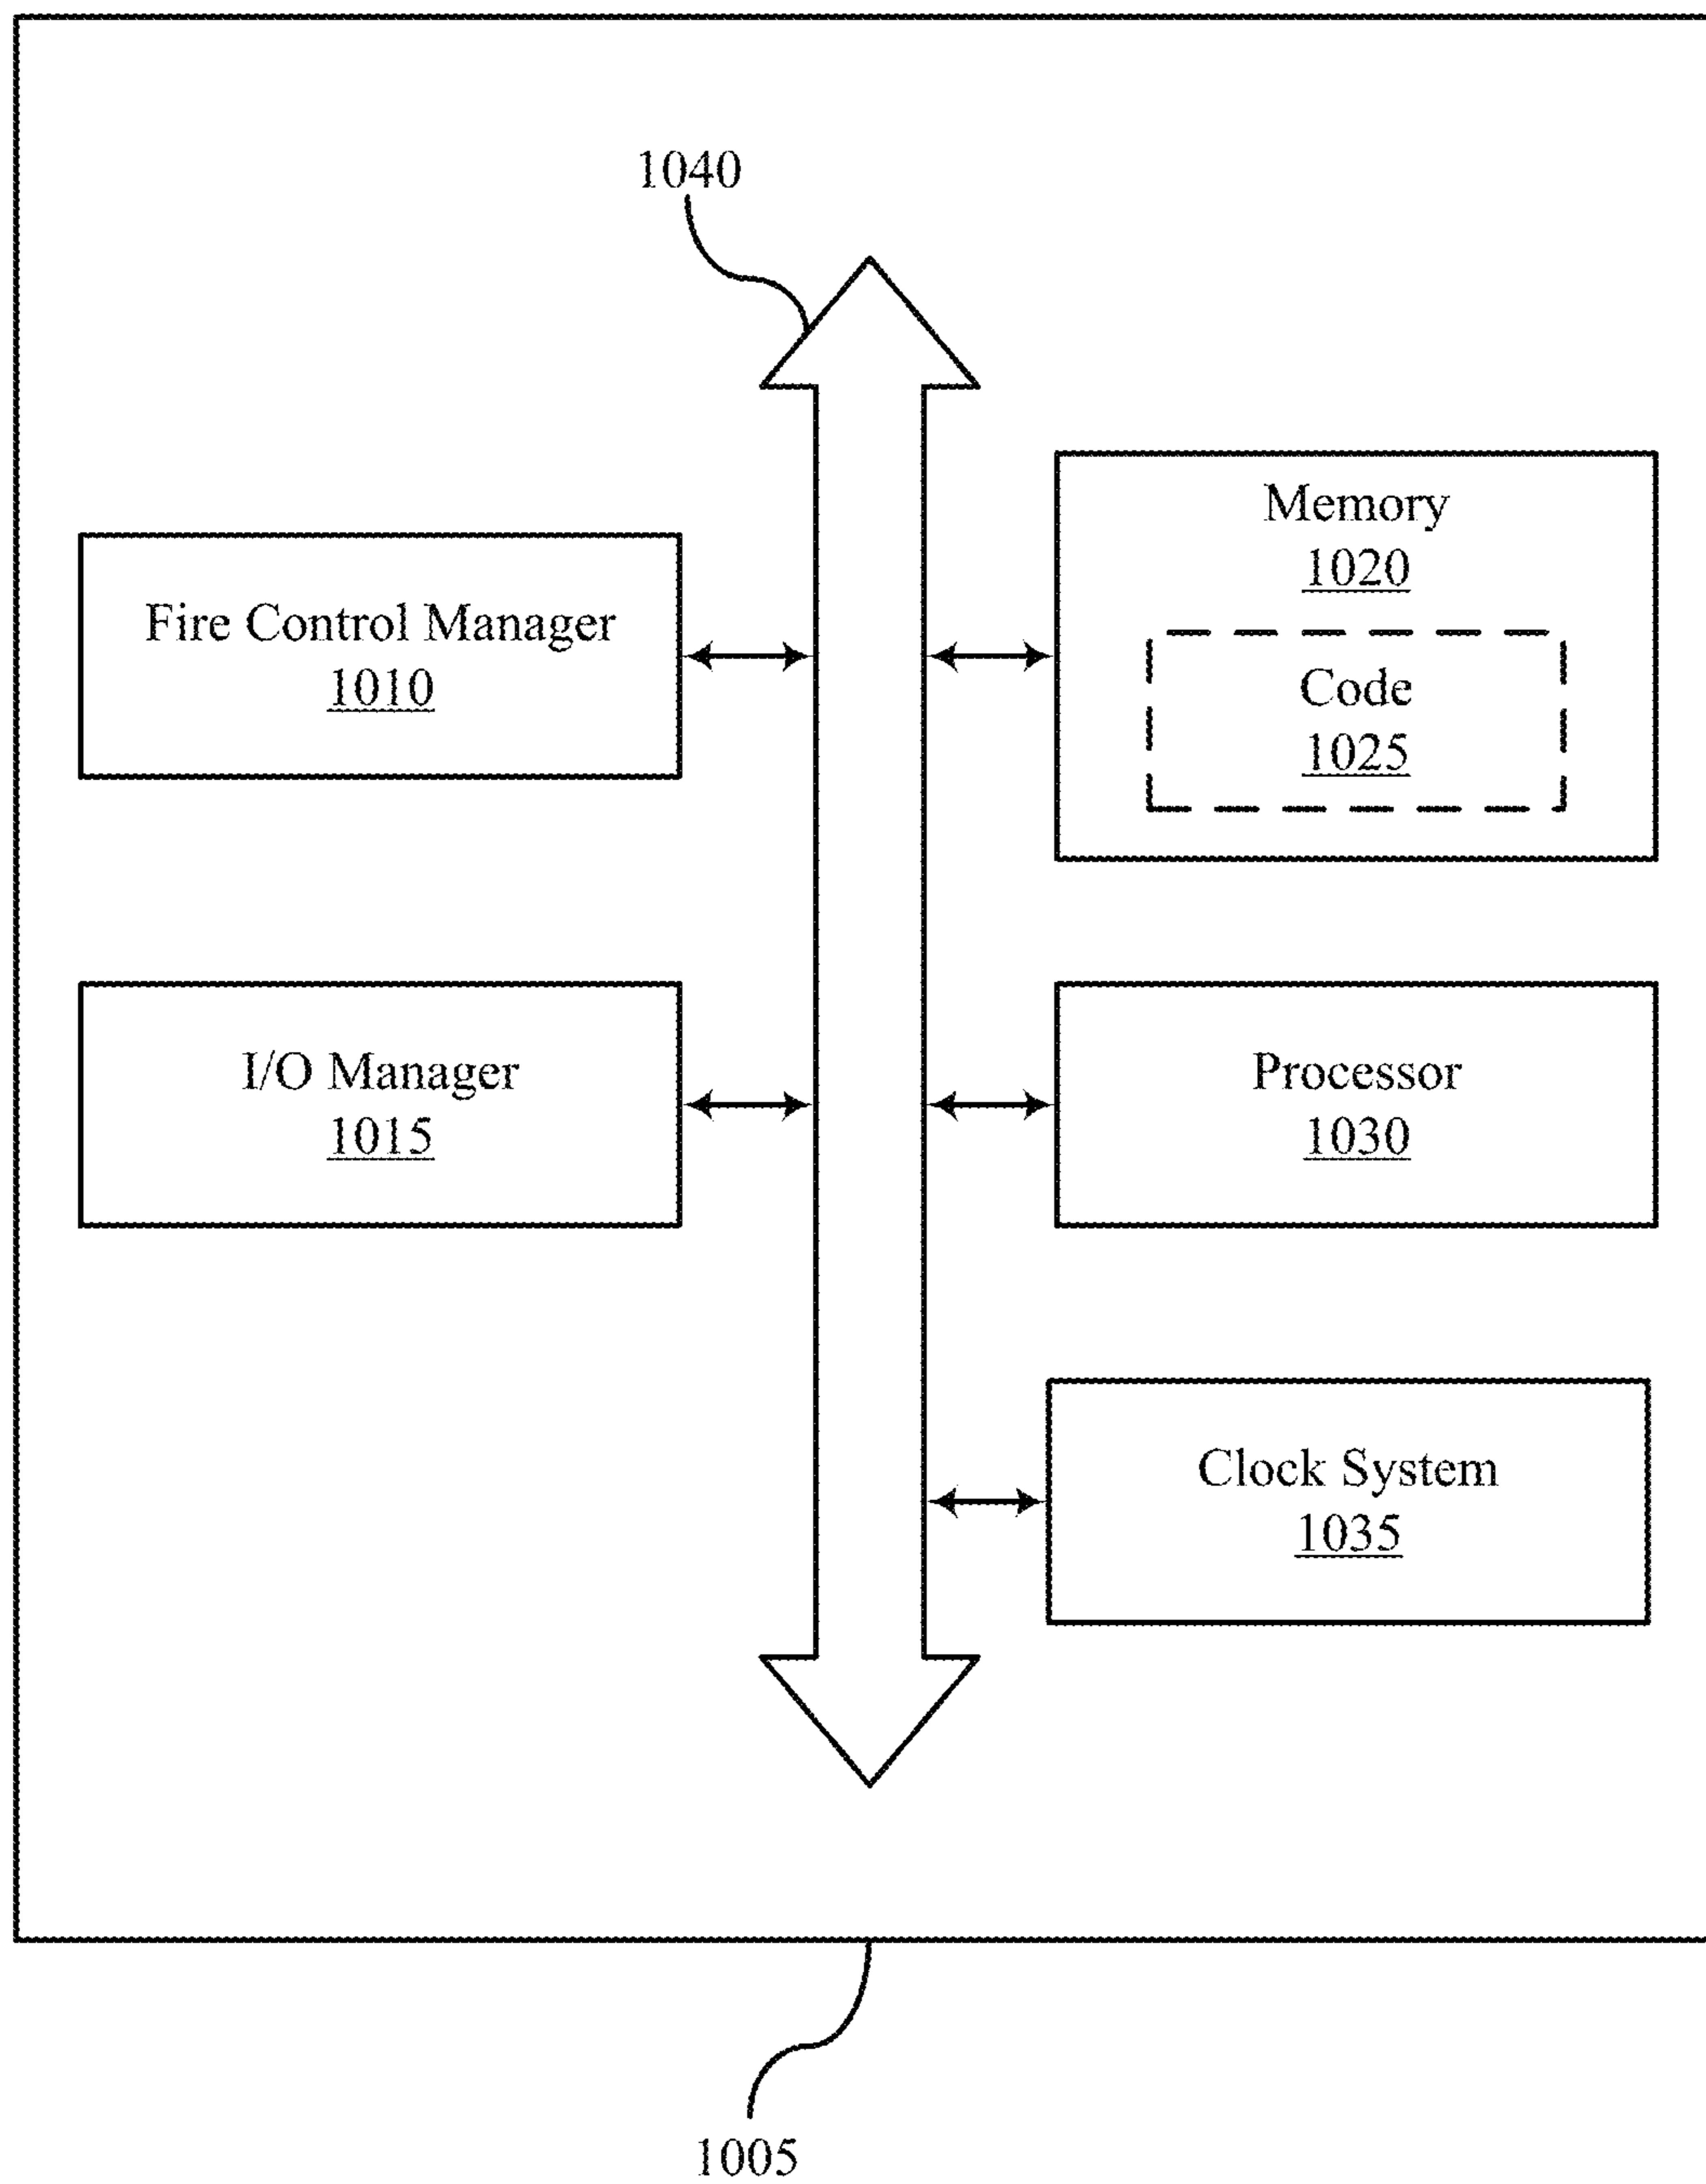 1040
Memory
1020
Code
1025
Fire Control Manager
1010
I/O Manager
1015
Processor
1030
Clock System
1035
1005